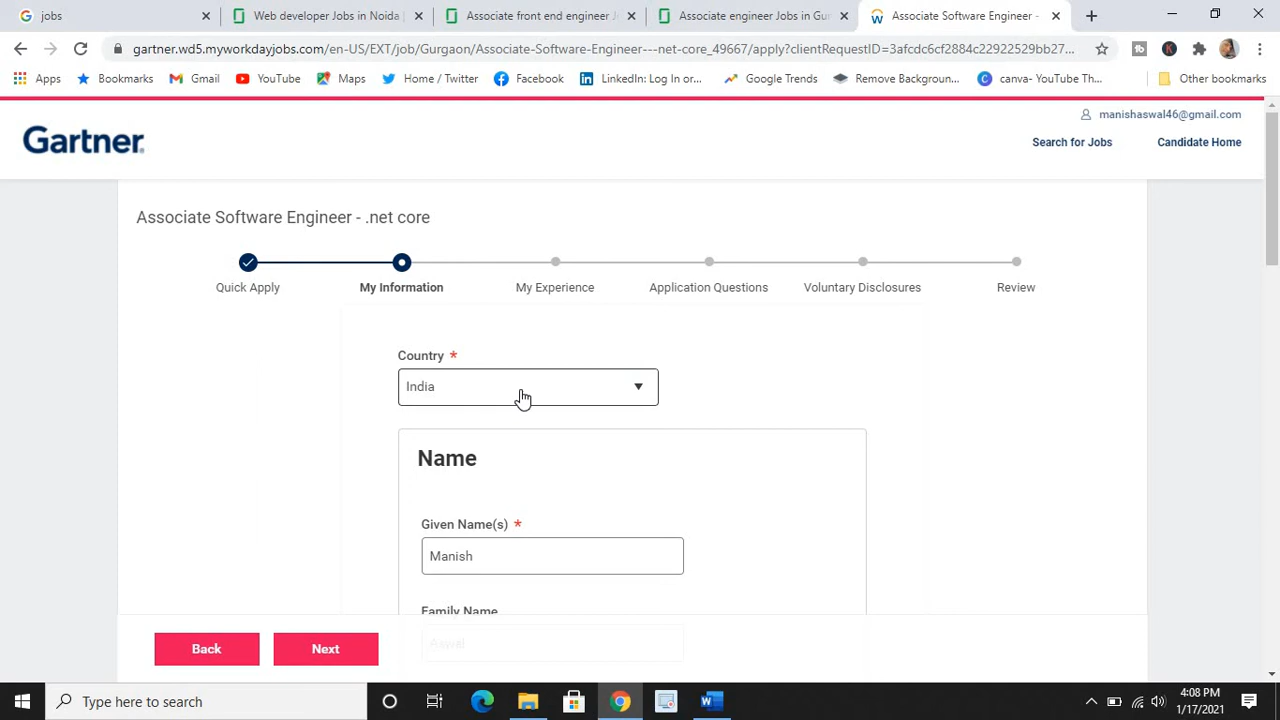 jobs
Web developer Jobs in Noida
Associate front end engineer J
Associate engineer Jobs in Gur
Associate Software Engineer -
gartner.wd5.myworkdayjobs.com/en-US/EXT/job/Gurgaon/Associate-Software-Engineer---net-core_49667/apply?clientRequestID=3afcdc6cf2884c22922529bb27...
Apps
Bookmarks
Gmail
YouTube
Maps
Home / Twitter
Facebook
LinkedIn: Log In or...
Google Trends
Remove Backgroun...
canva- YouTube Th...
Other bookmarks
Gartner
manishaswal46@gmail.com
Search for Jobs
Candidate Home
Associate Software Engineer - .net core
Quick Apply
My Information
My Experience
Application Questions
Voluntary Disclosures
Review
Country *
India
Name
Given Name(s) *
Manish
Family Name
Aswal
Back
Next
Type here to search
4:08 PM
1/17/2021